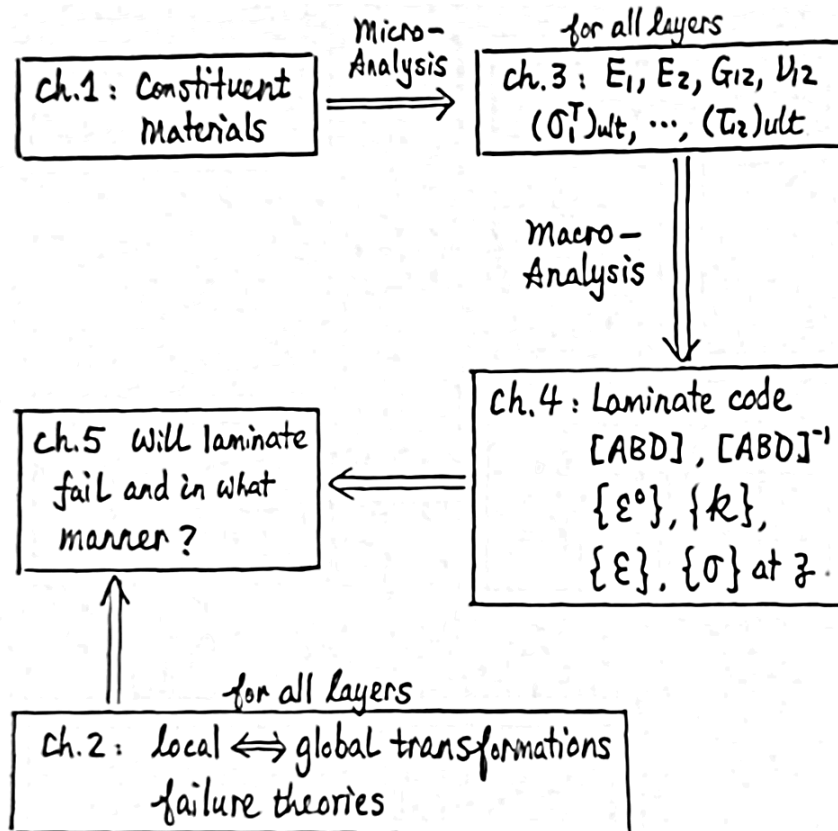 Micro-
Analysis
for all layers
ch.1: Constituent
Materials
ch.3: E₁, E₂, G₁₂, ν₁₂
(σ₁ᵀ)ult, ..., (τ₁₂)ult
Macro-
Analysis
ch.4: Laminate code
[ABD], [ABD]⁻¹
{ε⁰}, {k},
{ε}, {σ} at z.
ch.5 Will laminate
fail and in what
manner?
for all layers
ch.2: local ⟺ global transformations
failure theories